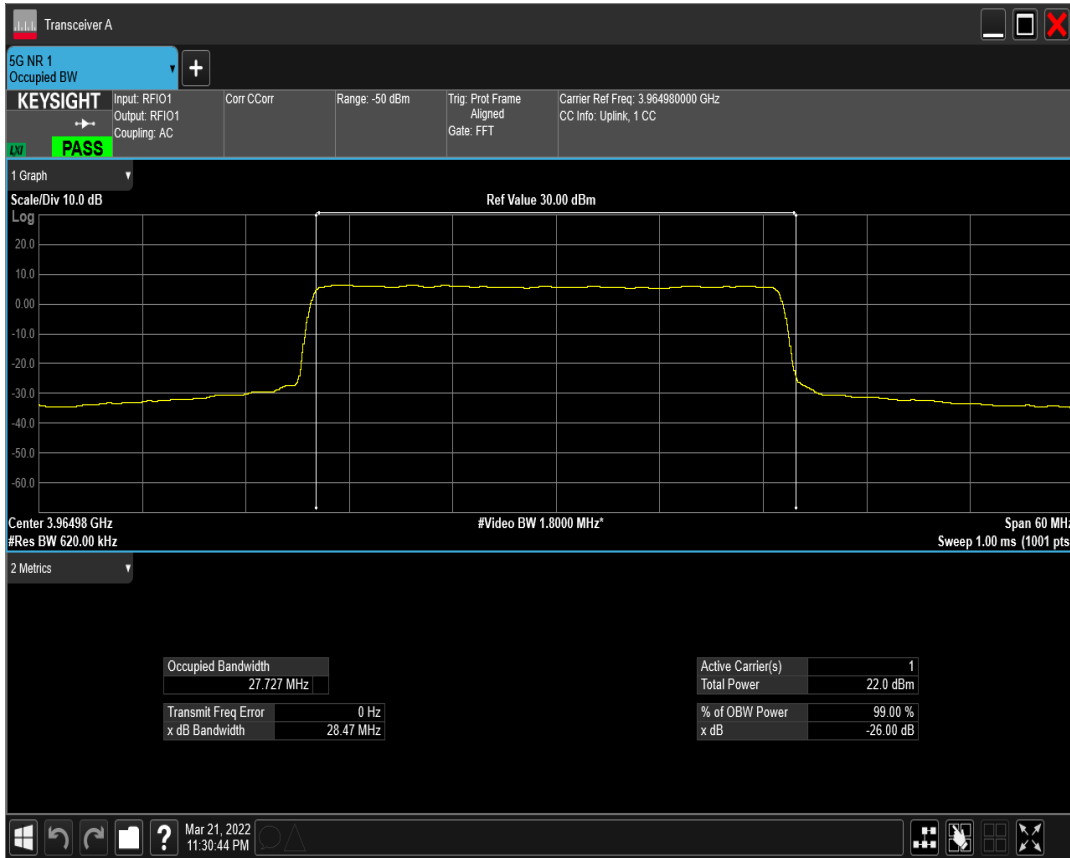 Transceiver A
5G NR 1
Occupied BW
KEYSIGHT
Input: RFIO1
Output: RFIO1
Coupling: AC
Corr CCorr
Range: -50 dBm
Trig: Prot Frame
Aligned
Gate: FFT
Carrier Ref Freq: 3.964980000 GHz
CC Info: Uplink, 1 CC
LXI
PASS
1 Graph
Scale/Div 10.0 dB
Ref Value 30.00 dBm
Log
20.0
10.0
0.00
-10.0
-20.0
-30.0
-40.0
-50.0
-60.0
Center 3.96498 GHz
#Video BW 1.8000 MHz*
Span 60 MHz
#Res BW 620.00 kHz
Sweep 1.00 ms (1001 pts
2 Metrics
Occupied Bandwidth
27.727 MHz
Transmit Freq Error 0 Hz
x dB Bandwidth 28.47 MHz
Active Carrier(s) 1
Total Power 22.0 dBm
% of OBW Power 99.00 %
x dB -26.00 dB
?
Mar 21, 2022
11:30:44 PM